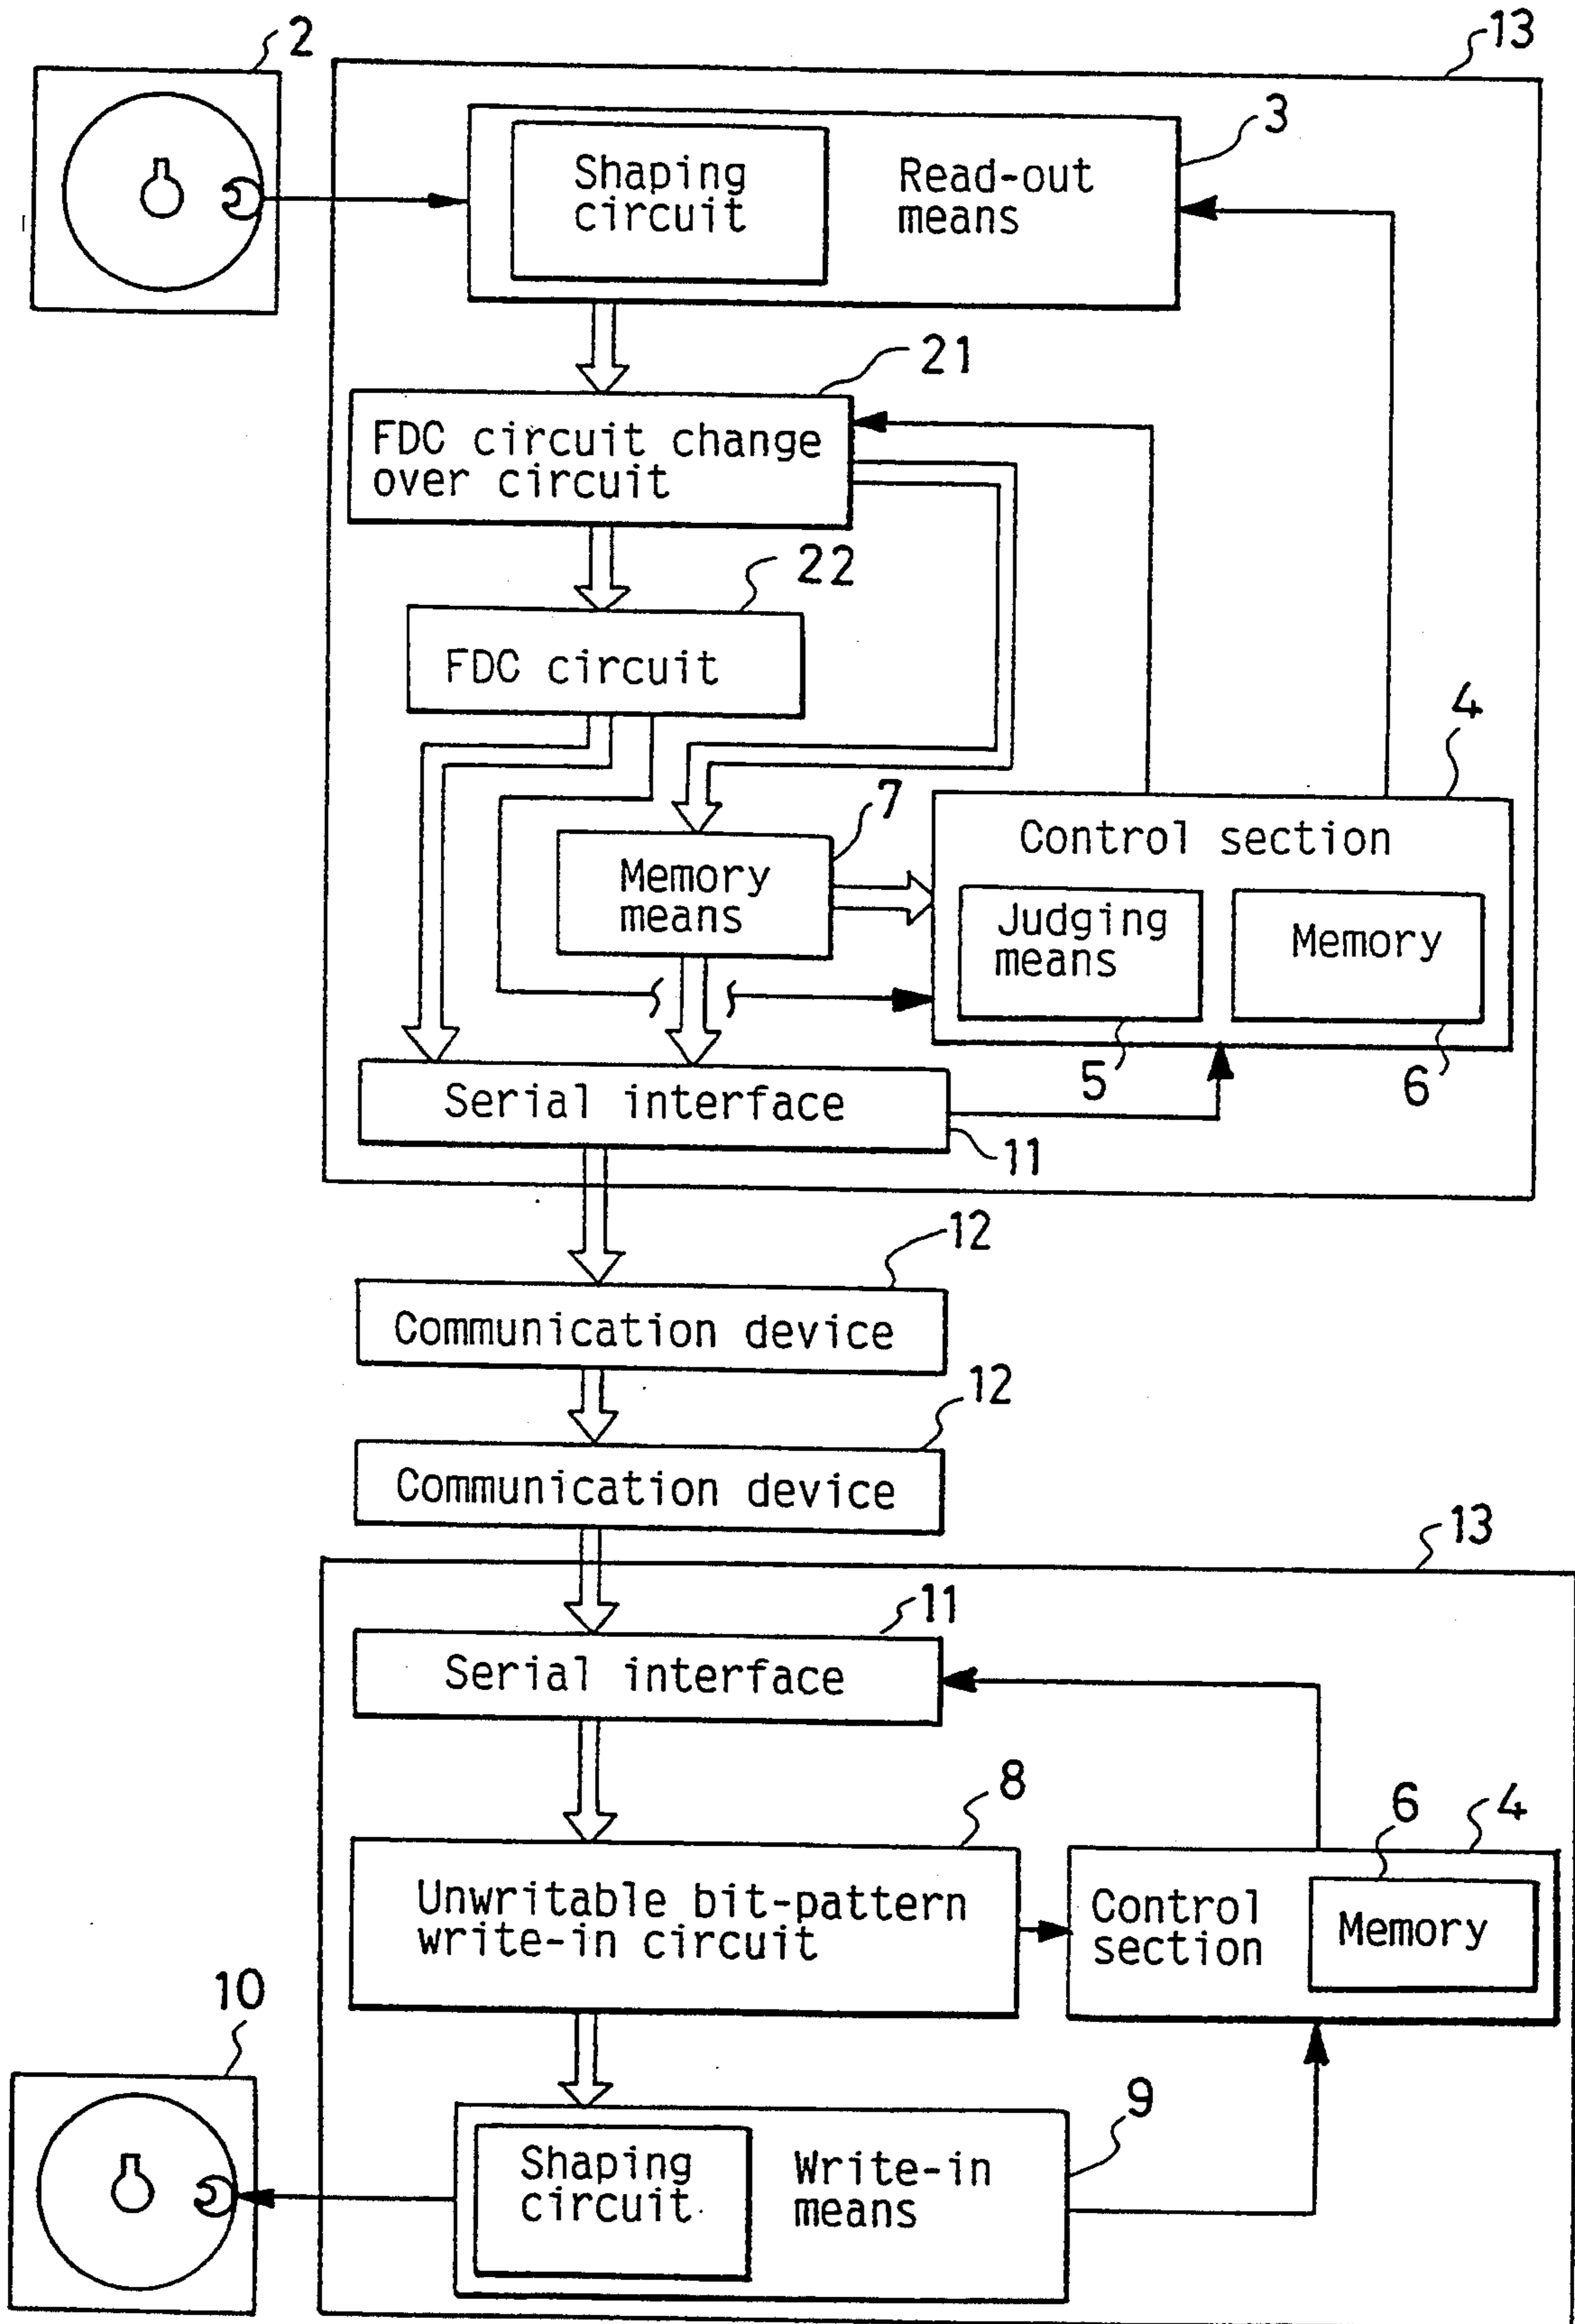 2
13
3
Shaping
circuit
Read-out
means
21
FDC circuit change
over circuit
22
FDC circuit
4
7
Control section
Memory
means
Judging
means
Memory
5
6
Serial interface
11
12
Communication device
12
Communication device
13
11
Serial interface
8
6
4
Unwritable bit-pattern
write-in circuit
Control
section
Memory
10
9
Shaping
circuit
Write-in
means